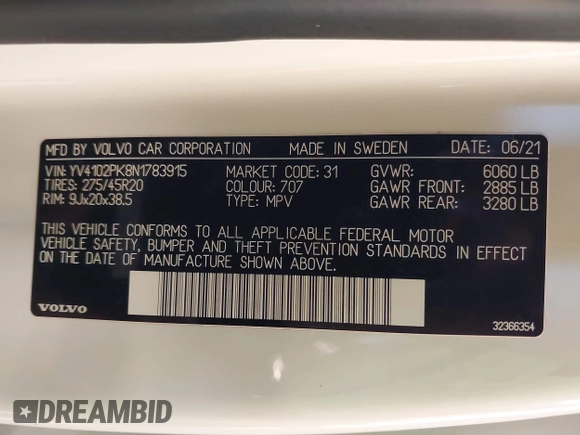 MFD BY VOLVO CAR CORPORATION MADE IN SWEDEN DATE: 06/21
VIN: YV4102PK8N1783915 MARKET CODE: 31 GVWR: 6060 LB
TIRES: 275/45R20 COLOUR: 707 GAWR FRONT: 2885 LB
RIM: 9Jx20x38.5 TYPE: MPV GAWR REAR: 3280 LB
THIS VEHICLE CONFORMS TO ALL APPLICABLE FEDERAL MOTOR
VEHICLE SAFETY, BUMPER AND THEFT PREVENTION STANDARDS IN EFFECT
ON THE DATE OF MANUFACTURE SHOWN ABOVE.
VOLVO
32366354
DREAMBID